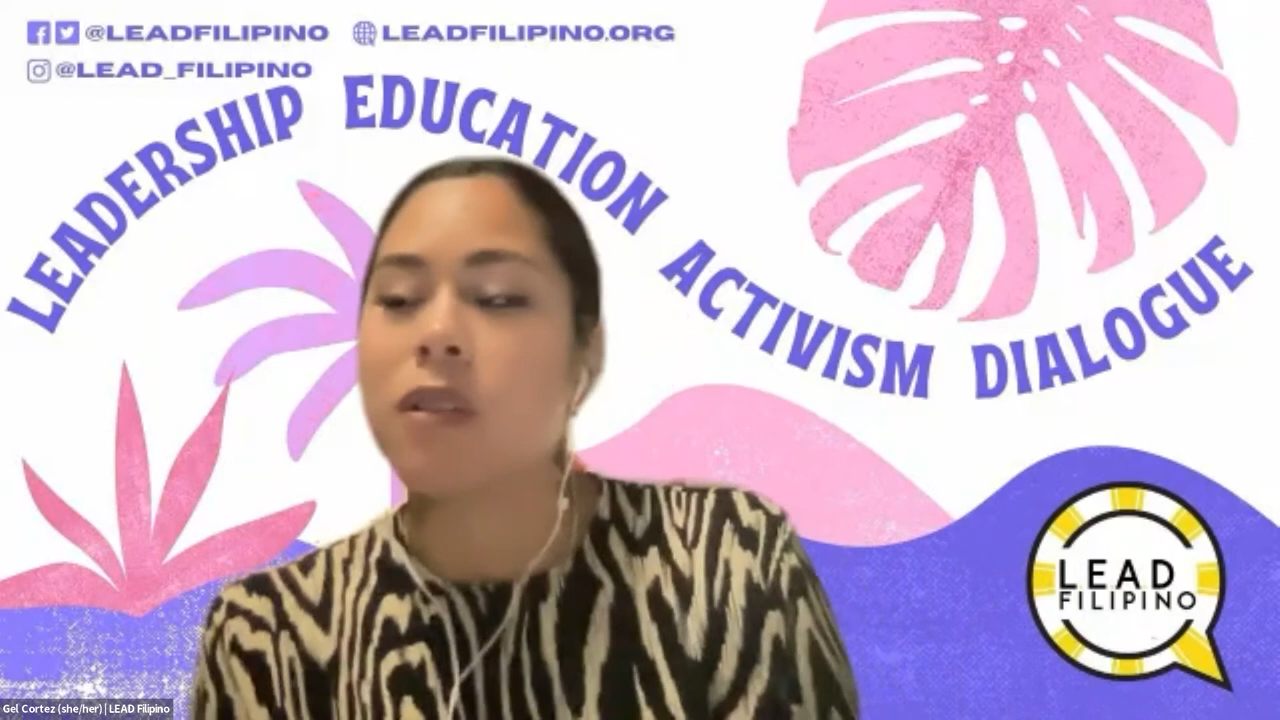 @LEADFILIPINO
LEADFILIPINO.ORG
@LEAD_FILIPINO
LEADERSHIP EDUCATION ACTIVISM DIALOGUE
LEAD
FILIPINO
Gel Cortez (she/her) | LEAD Filipino